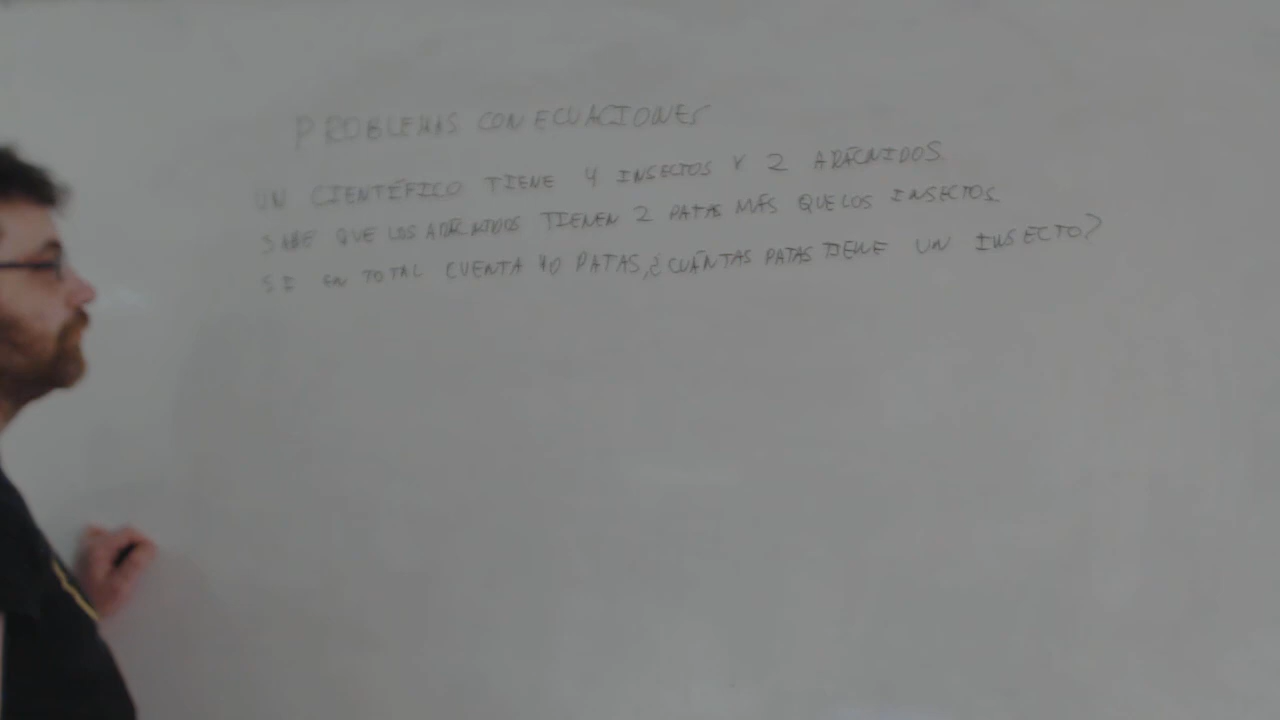 PROBLEMAS CON ECUACIONES
UN CIENTÍFICO TIENE 4 INSECTOS Y 2 ARÁCNIDOS
SABE QUE LOS ARÁCNIDOS TIENEN 2 PATAS MÁS QUE LOS INSECTOS
SI EN TOTAL CUENTA 40 PATAS, ¿CUÁNTAS PATAS TIENE UN INSECTO?